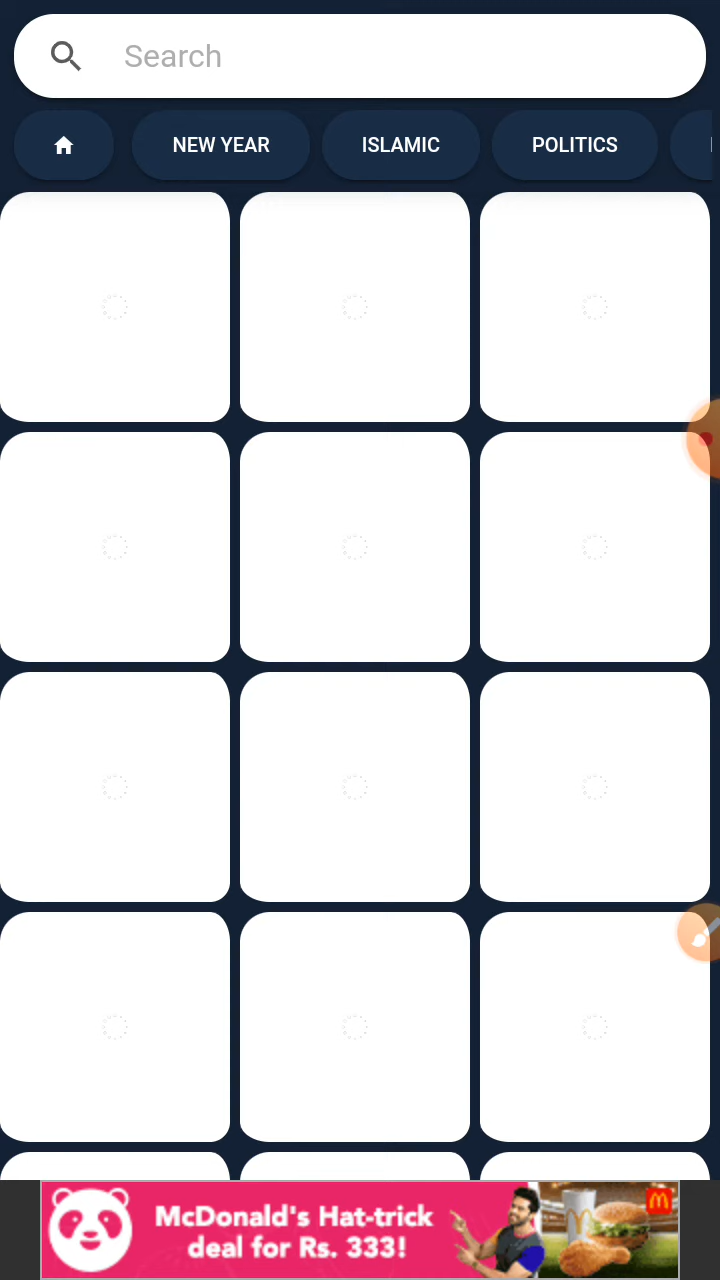 Search
NEW YEAR
ISLAMIC
POLITICS
McDonald's Hat-trick
deal for Rs. 333!